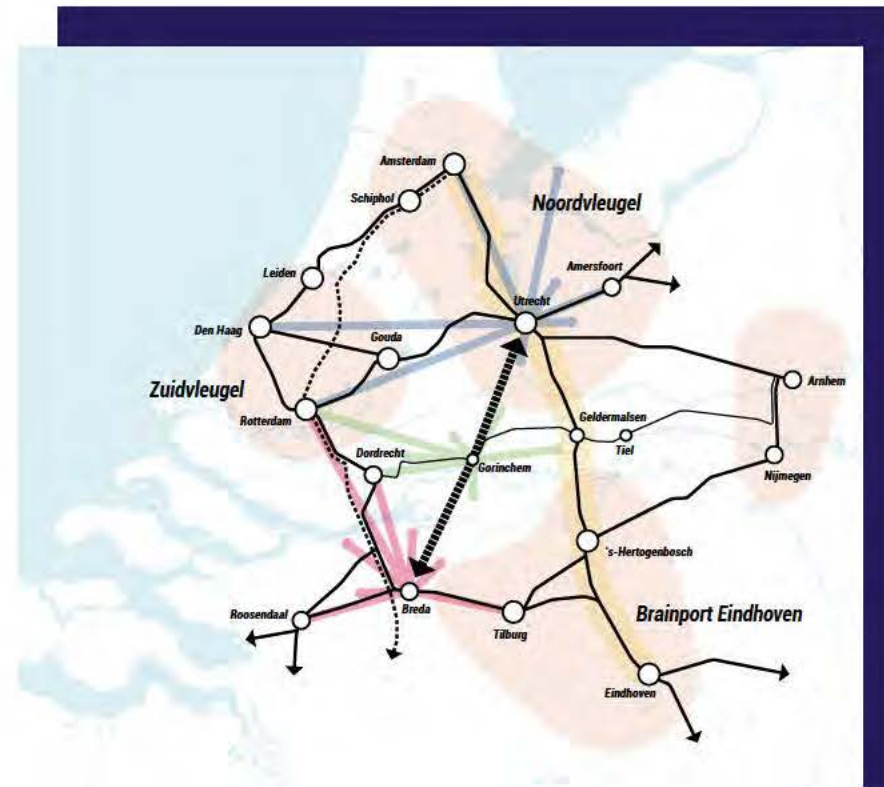 Amsterdam
Schiphol
Noordvleugel
Leiden
Amersfoort
Utrecht
Den Haag
Gouda
Zuidvleugel
Arnhem
Rotterdam
Geldermalsen
Dordrecht
Tiel
Gorinchem
Nijmegen
's-Hertogenbosch
Roosendaal
Breda
Tilburg
Brainport Eindhoven
Eindhoven